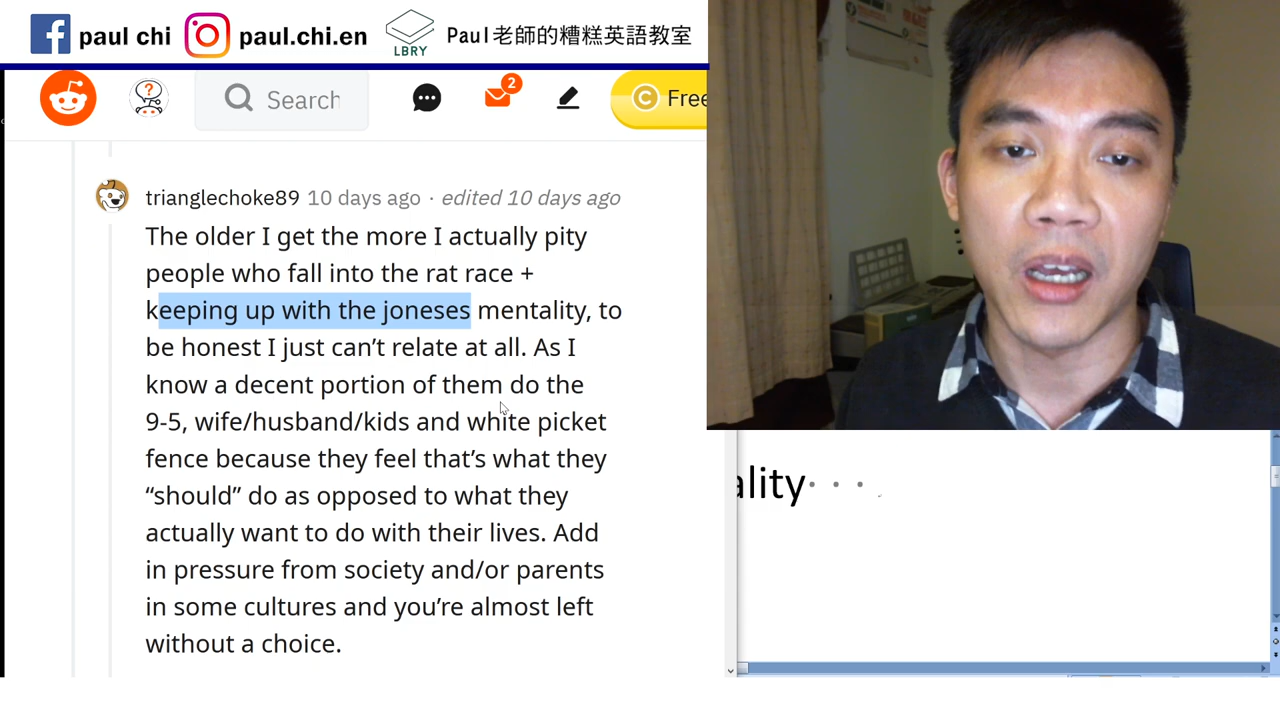 paul chi paul.chi.en LBRY Paul老師的糟糕英語教室
? Search 2 Free
trianglechoke89 10 days ago · edited 10 days ago
The older I get the more I actually pity
people who fall into the rat race +
keeping up with the joneses mentality, to
be honest I just can’t relate at all. As I
know a decent portion of them do the
9-5, wife/husband/kids and white picket
fence because they feel that’s what they
“should” do as opposed to what they
actually want to do with their lives. Add
in pressure from society and/or parents
in some cultures and you’re almost left
without a choice.
ality···